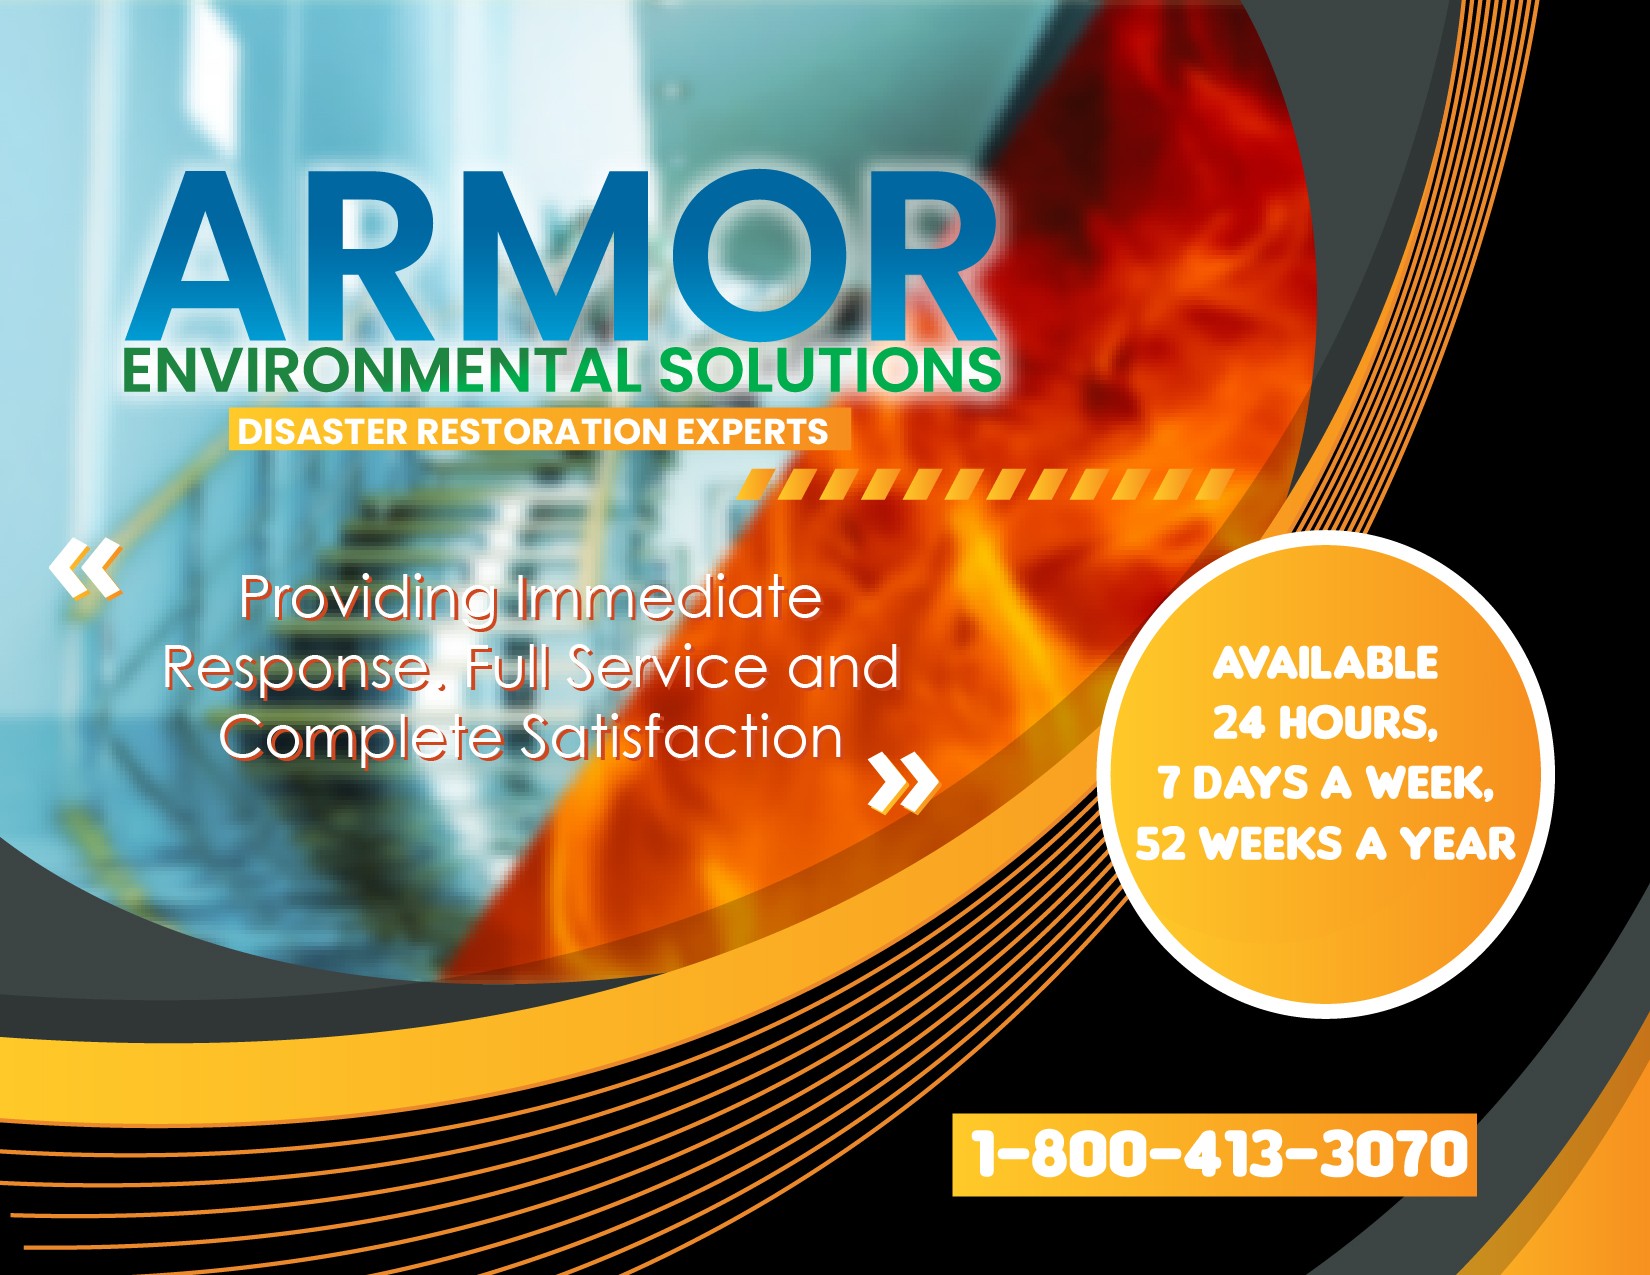 ARMOR
ENVIRONMENTAL SOLUTIONS
DISASTER RESTORATION EXPERTS
« Providing Immediate
Response, Full Service and
Complete Satisfaction »
AVAILABLE
24 HOURS,
7 DAYS A WEEK,
52 WEEKS A YEAR
1-800-413-3070